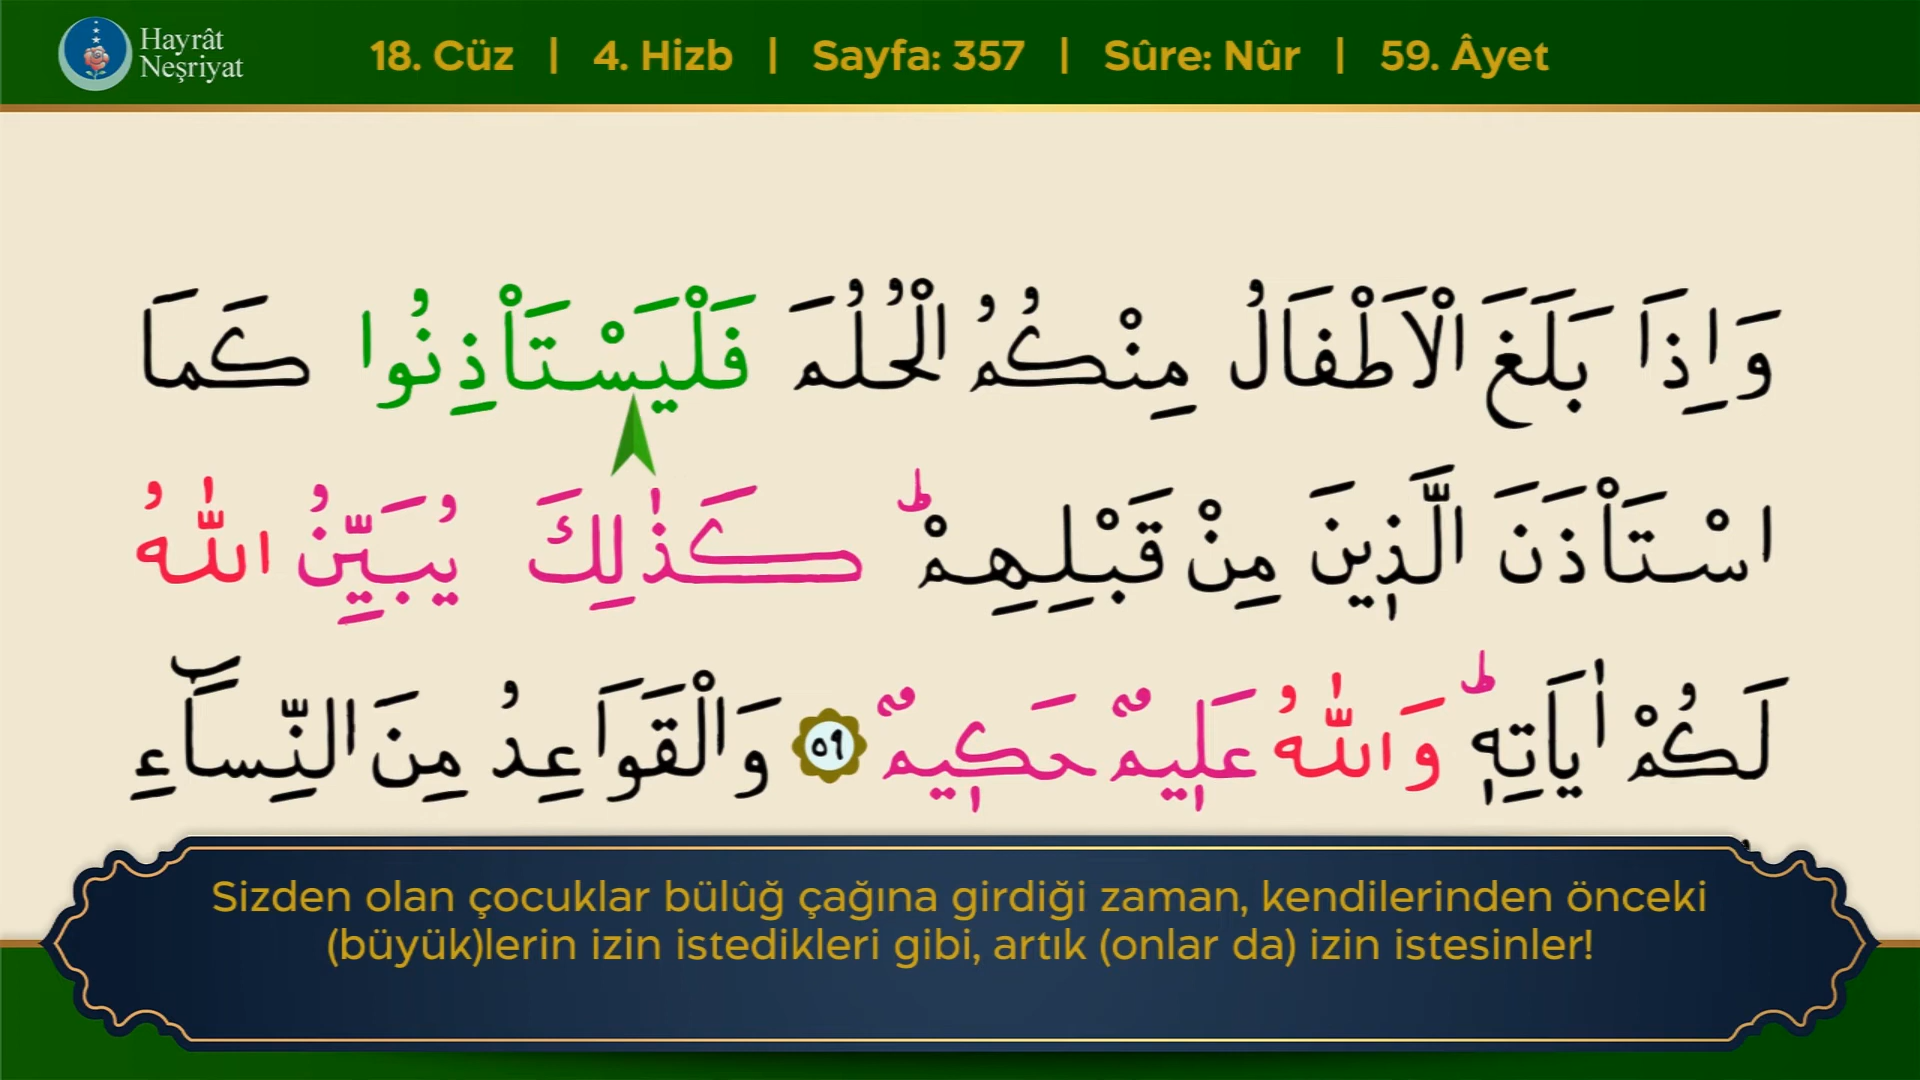 Hayrât
Neşriyat
18. Cüz | 4. Hizb | Sayfa: 357 | Sûre: Nûr | 59. Âyet
وَاِذَا بَلَغَ الْاَطْفَالُ مِنْكُمُ الْحُلُمَ فَلْيَسْتَاْذِنُوا كَمَا
اسْتَاْذَنَ الَّذ۪ينَ مِنْ قَبْلِهِمْۜ كَذٰلِكَ يُبَيِّنُ اللّٰهُ
لَكُمْ اٰيَاتِه۪ۜ وَاللّٰهُ عَل۪يمٌ حَك۪يمٌ ٥٩ وَالْقَوَاعِدُ مِنَ النِّسَٓاءِ
Sizden olan çocuklar bülûğ çağına girdiği zaman, kendilerinden önceki
(büyük)lerin izin istedikleri gibi, artık (onlar da) izin istesinler!